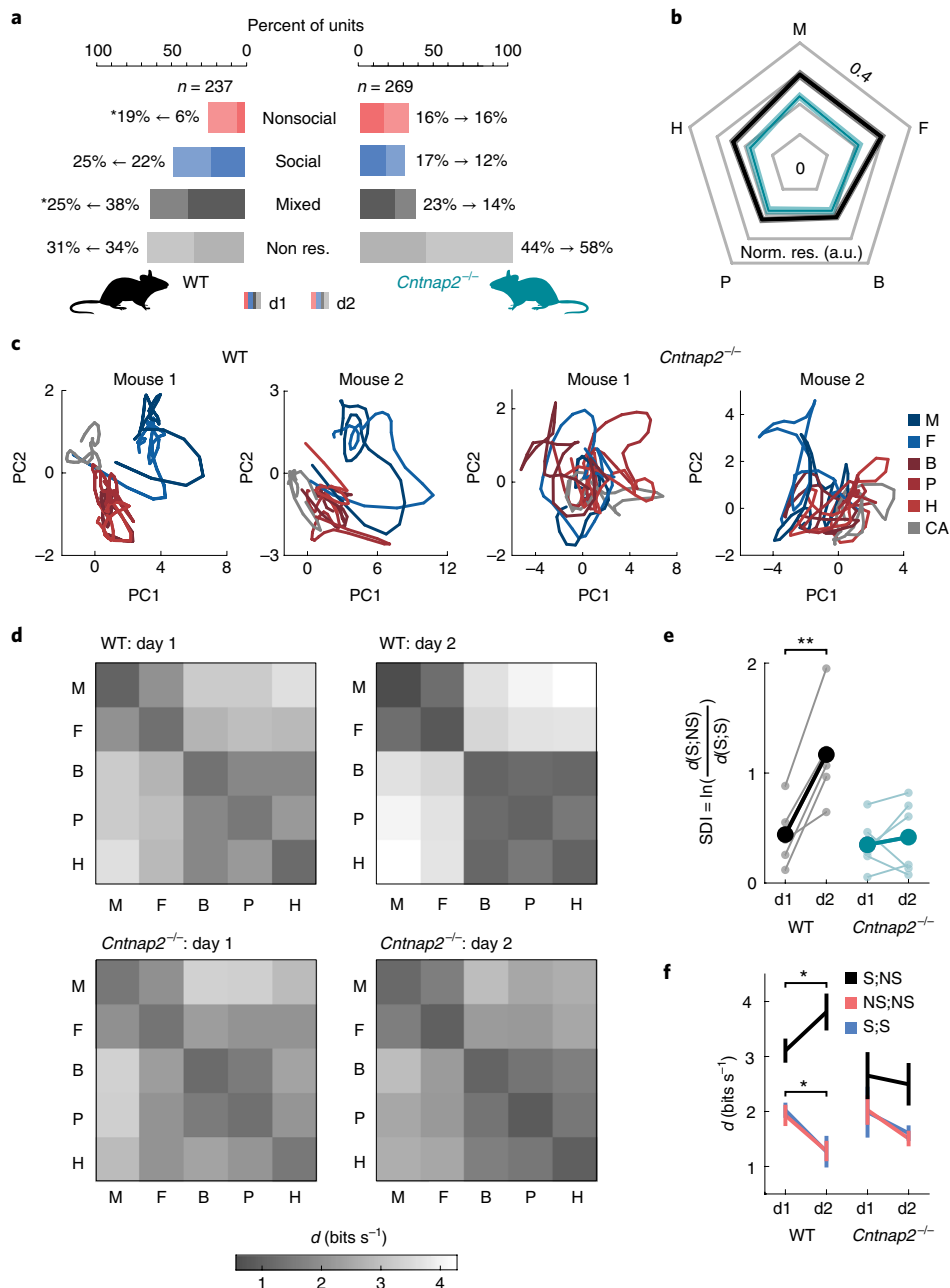 a
Percent of units
100 50 0 0 50 100
n = 237 n = 269
*19% ← 6% Nonsocial 16% → 16%
25% ← 22% Social 17% → 12%
*25% ← 38% Mixed 23% → 14%
31% ← 34% Non res. 44% → 58%
WT Cntnap2−/−
d1 d2
b
M
0.4
H F
0
Norm. res. (a.u.)
P B
c
WT Cntnap2−/−
Mouse 1 Mouse 2 Mouse 1 Mouse 2
2 3 2 4
PC2 PC2 PC2 PC2
0 0 0 2
0
−2 −3 −2 −2
0 4 8 0 6 12 −4 0 4 8 −4 0 4
PC1 PC1 PC1 PC1
M
F
B
P
H
CA
d
WT: day 1 WT: day 2
M M
F F
B B
P P
H H
M F B P H M F B P H
Cntnap2−/−: day 1 Cntnap2−/−: day 2
M M
F F
B B
P P
H H
M F B P H M F B P H
d (bits s−1)
1 2 3 4
e
**
2
1
0
SDI = ln(d(S;NS)/d(S;S))
d1 d2 d1 d2
WT Cntnap2−/−
f
* S;NS
NS;NS
S;S
*
4
3
2
1
d (bits s−1)
d1 d2 d1 d2
WT Cntnap2−/−